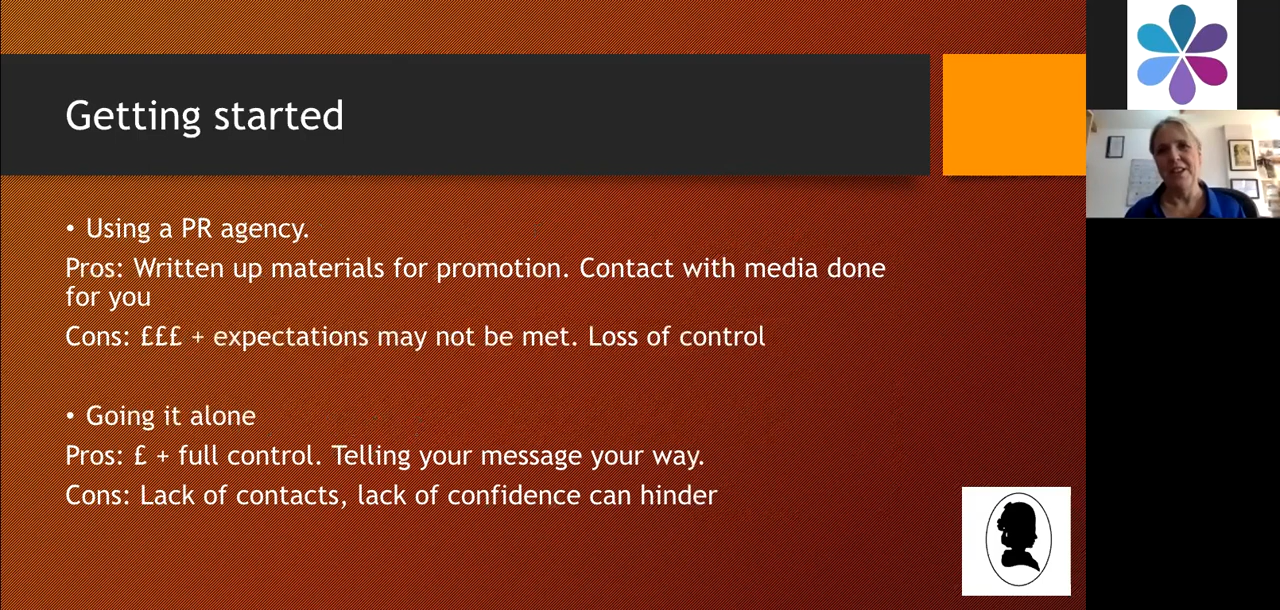 Getting started
• Using a PR agency.
Pros: Written up materials for promotion. Contact with media done
for you
Cons: £££ + expectations may not be met. Loss of control
• Going it alone
Pros: £ + full control. Telling your message your way.
Cons: Lack of contacts, lack of confidence can hinder